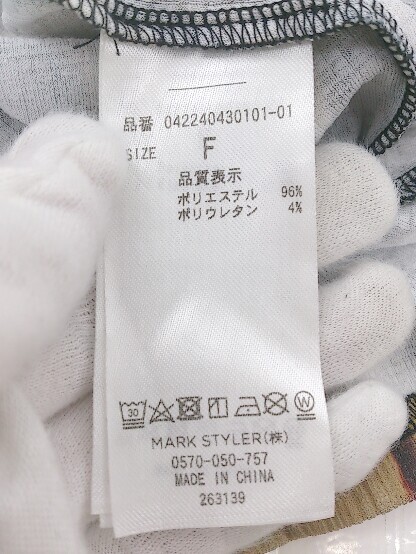 品番 042240430101-01
SIZE F
品質表示
ポリエステル 96%
ポリウレタン 4%
30 W
MARK STYLER(株)
0570-050-757
MADE IN CHINA
263139